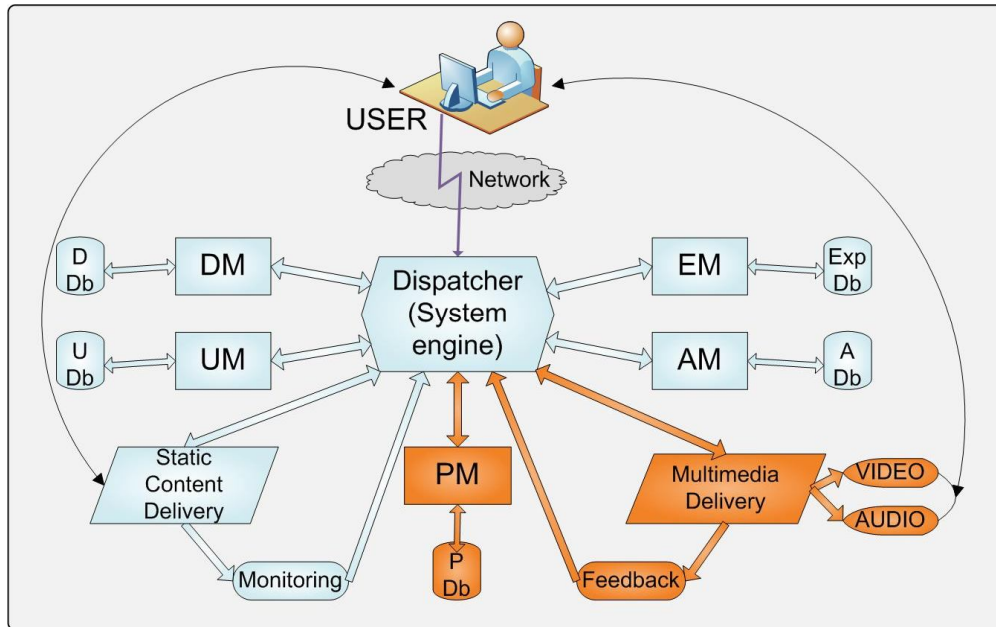 USER
Network
D
Db
DM
Dispatcher
(System
engine)
EM
Exp
Db
U
Db
UM
AM
A
Db
Static
Content
Delivery
PM
Multimedia
Delivery
VIDEO
AUDIO
Monitoring
P
Db
Feedback